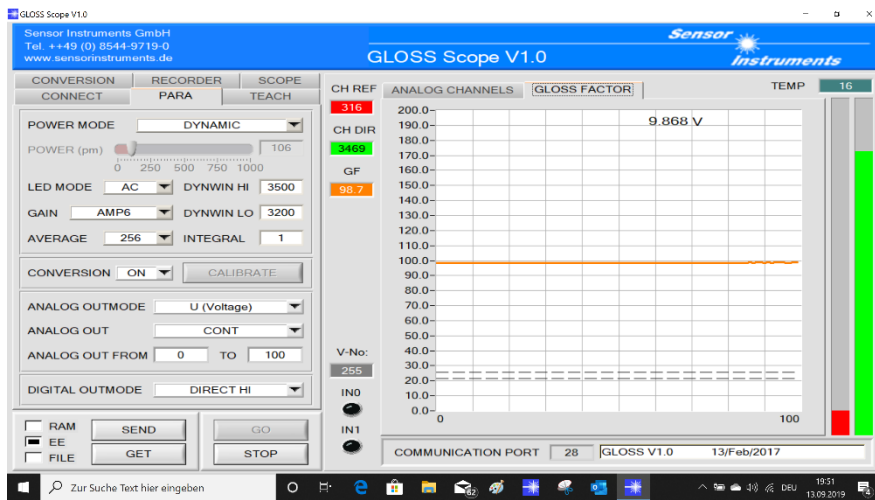 GLOSS Scope V1.0
Sensor Instruments GmbH
Tel. ++49 (0) 8544-9719-0
www.sensorinstruments.de
GLOSS Scope V1.0
Sensor
Instruments
CONVERSION RECORDER SCOPE
CONNECT PARA TEACH
POWER MODE DYNAMIC
POWER (pm) 106
0 250 500 750 1000
LED MODE AC DYNWIN HI 3500
GAIN AMP6 DYNWIN LO 3200
AVERAGE 256 INTEGRAL 1
CONVERSION ON CALIBRATE
ANALOG OUTMODE U (Voltage)
ANALOG OUT CONT
ANALOG OUT FROM 0 TO 100
DIGITAL OUTMODE DIRECT HI
RAM
EE
FILE
SEND GO
GET STOP
CH REF
316
CH DIR
3469
GF
98.7
V-No:
255
IN0
IN1
ANALOG CHANNELS GLOSS FACTOR
TEMP 16
9.868 V
200.0
190.0
180.0
170.0
160.0
150.0
140.0
130.0
120.0
110.0
100.0
90.0
80.0
70.0
60.0
50.0
40.0
30.0
20.0
10.0
0.0
0 100
COMMUNICATION PORT 28 GLOSS V1.0 13/Feb/2017
Zur Suche Text hier eingeben
62
DEU
19:51
13.09.2019
4